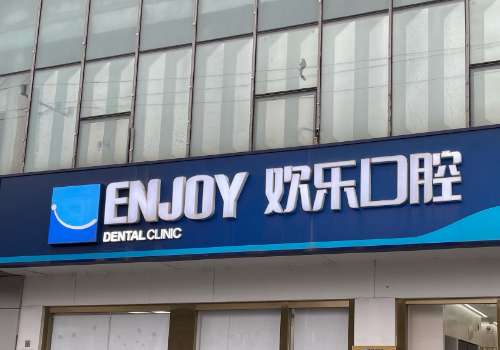 ENJOY 欢乐口腔
DENTAL CLINIC